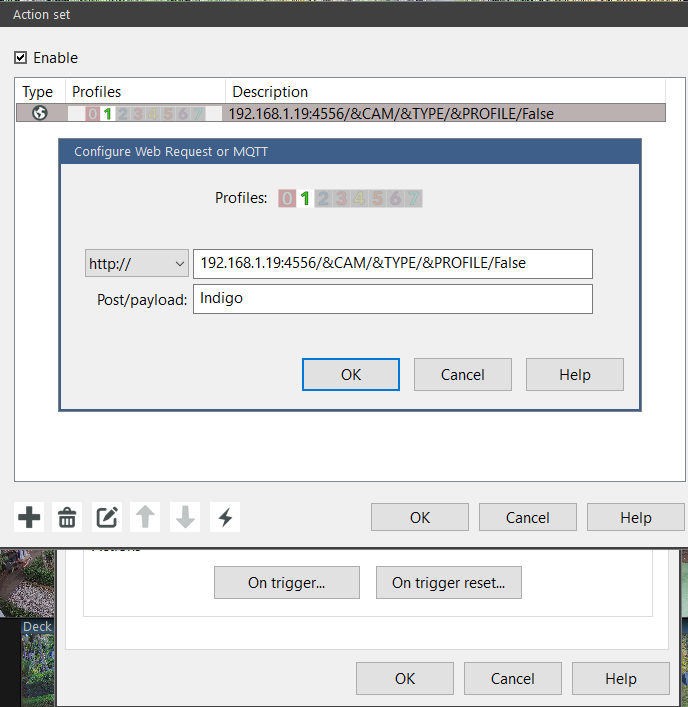 Action set
Enable
Type Profiles Description
0 1 2 3 4 5 6 7 192.168.1.19:4556/&CAM/&TYPE/&PROFILE/False
Configure Web Request or MQTT
Profiles: 0 1 2 3 4 5 6 7
http:// 192.168.1.19:4556/&CAM/&TYPE/&PROFILE/False
Post/payload: Indigo
OK Cancel Help
OK Cancel Help
Actions
On trigger... On trigger reset...
Deck
OK Cancel Help